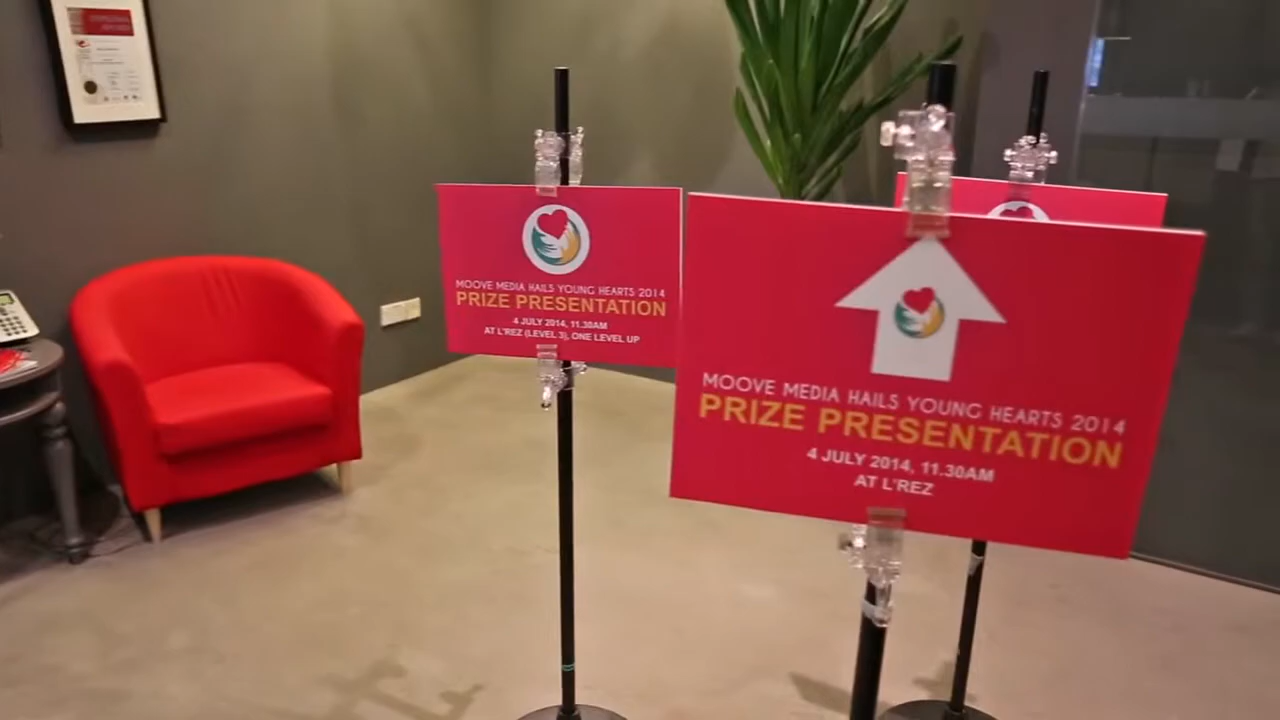 MOOVE MEDIA HAILS YOUNG HEARTS 2014
PRIZE PRESENTATION
4 JULY 2014, 11.30AM
AT L'REZ (LEVEL 3), ONE LEVEL UP
MOOVE MEDIA HAILS YOUNG HEARTS 2014
PRIZE PRESENTATION
4 JULY 2014, 11.30AM
AT L'REZ